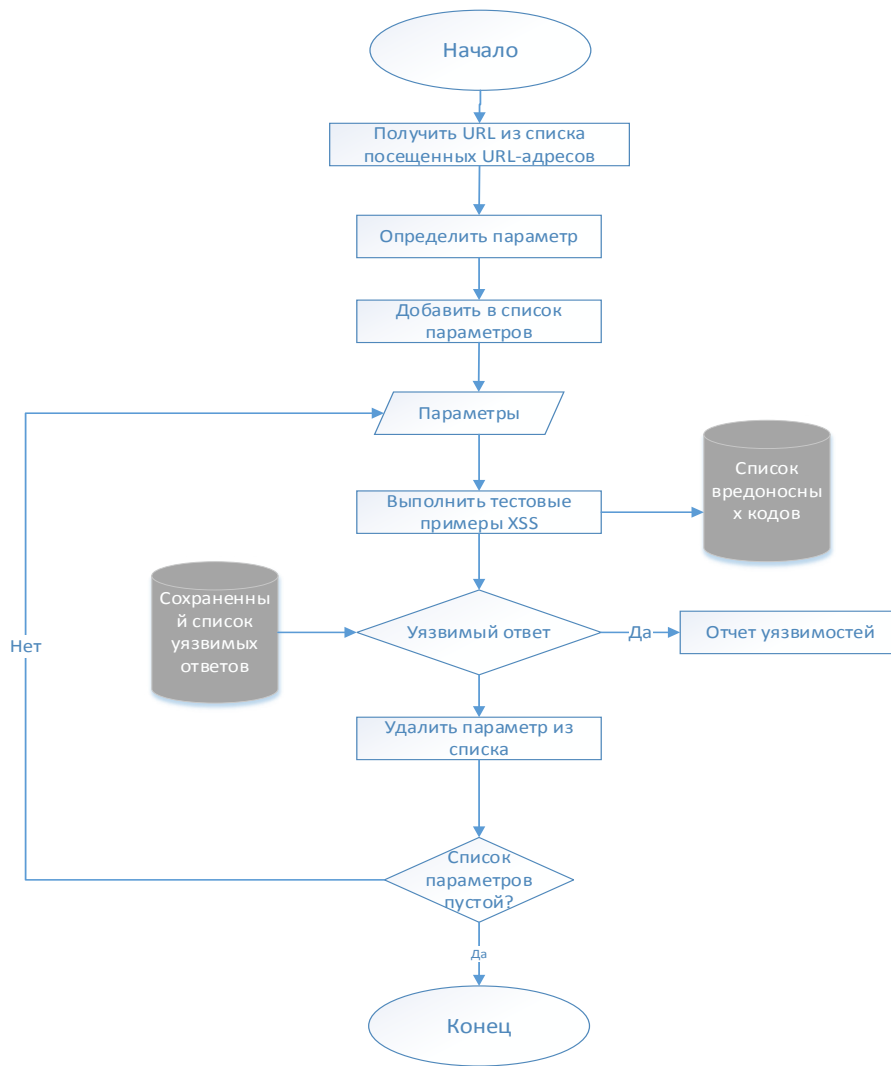 Начало
Получить URL из списка
посещенных URL-адресов
Определить параметр
Добавить в список
параметров
Параметры
Список
вредоносны
х кодов
Выполнить тестовые
примеры XSS
Сохраненны
й список
уязвимых
ответов
Уязвимый ответ
Да
Отчет уязвимостей
Нет
Удалить параметр из
списка
Список
параметров
пустой?
Да
Конец